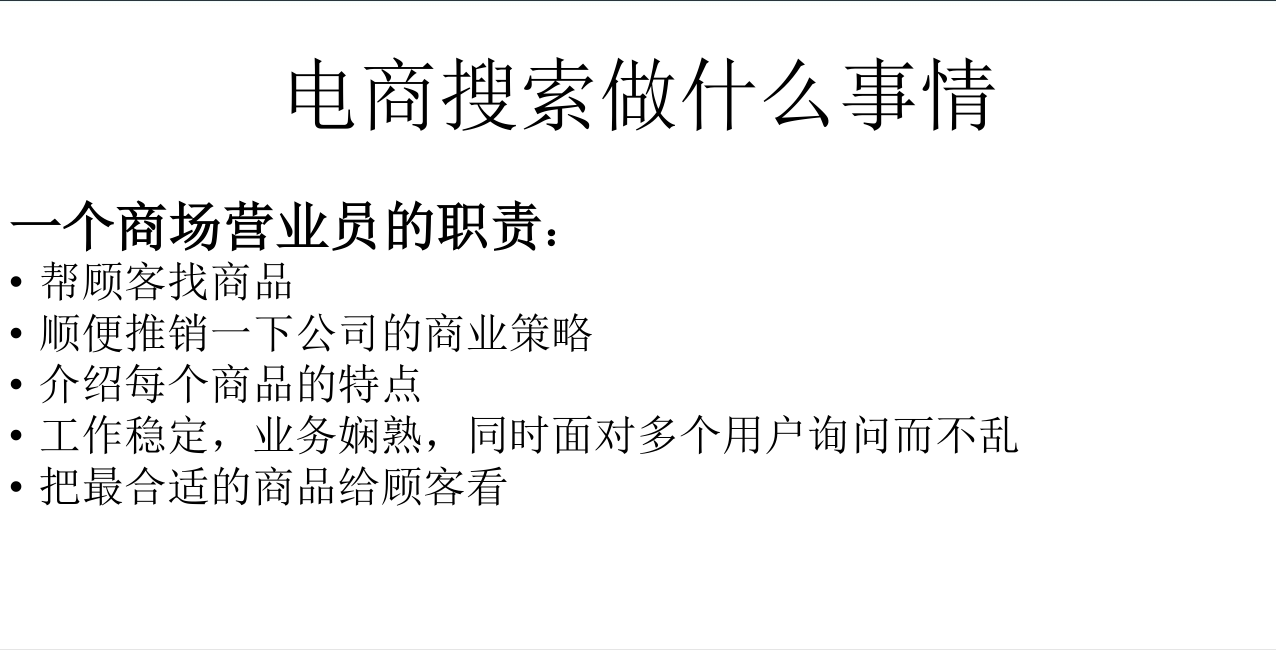 电商搜索做什么事情
一个商场营业员的职责：
• 帮顾客找商品
• 顺便推销一下公司的商业策略
• 介绍每个商品的特点
• 工作稳定，业务娴熟，同时面对多个用户询问而不乱
• 把最合适的商品给顾客看